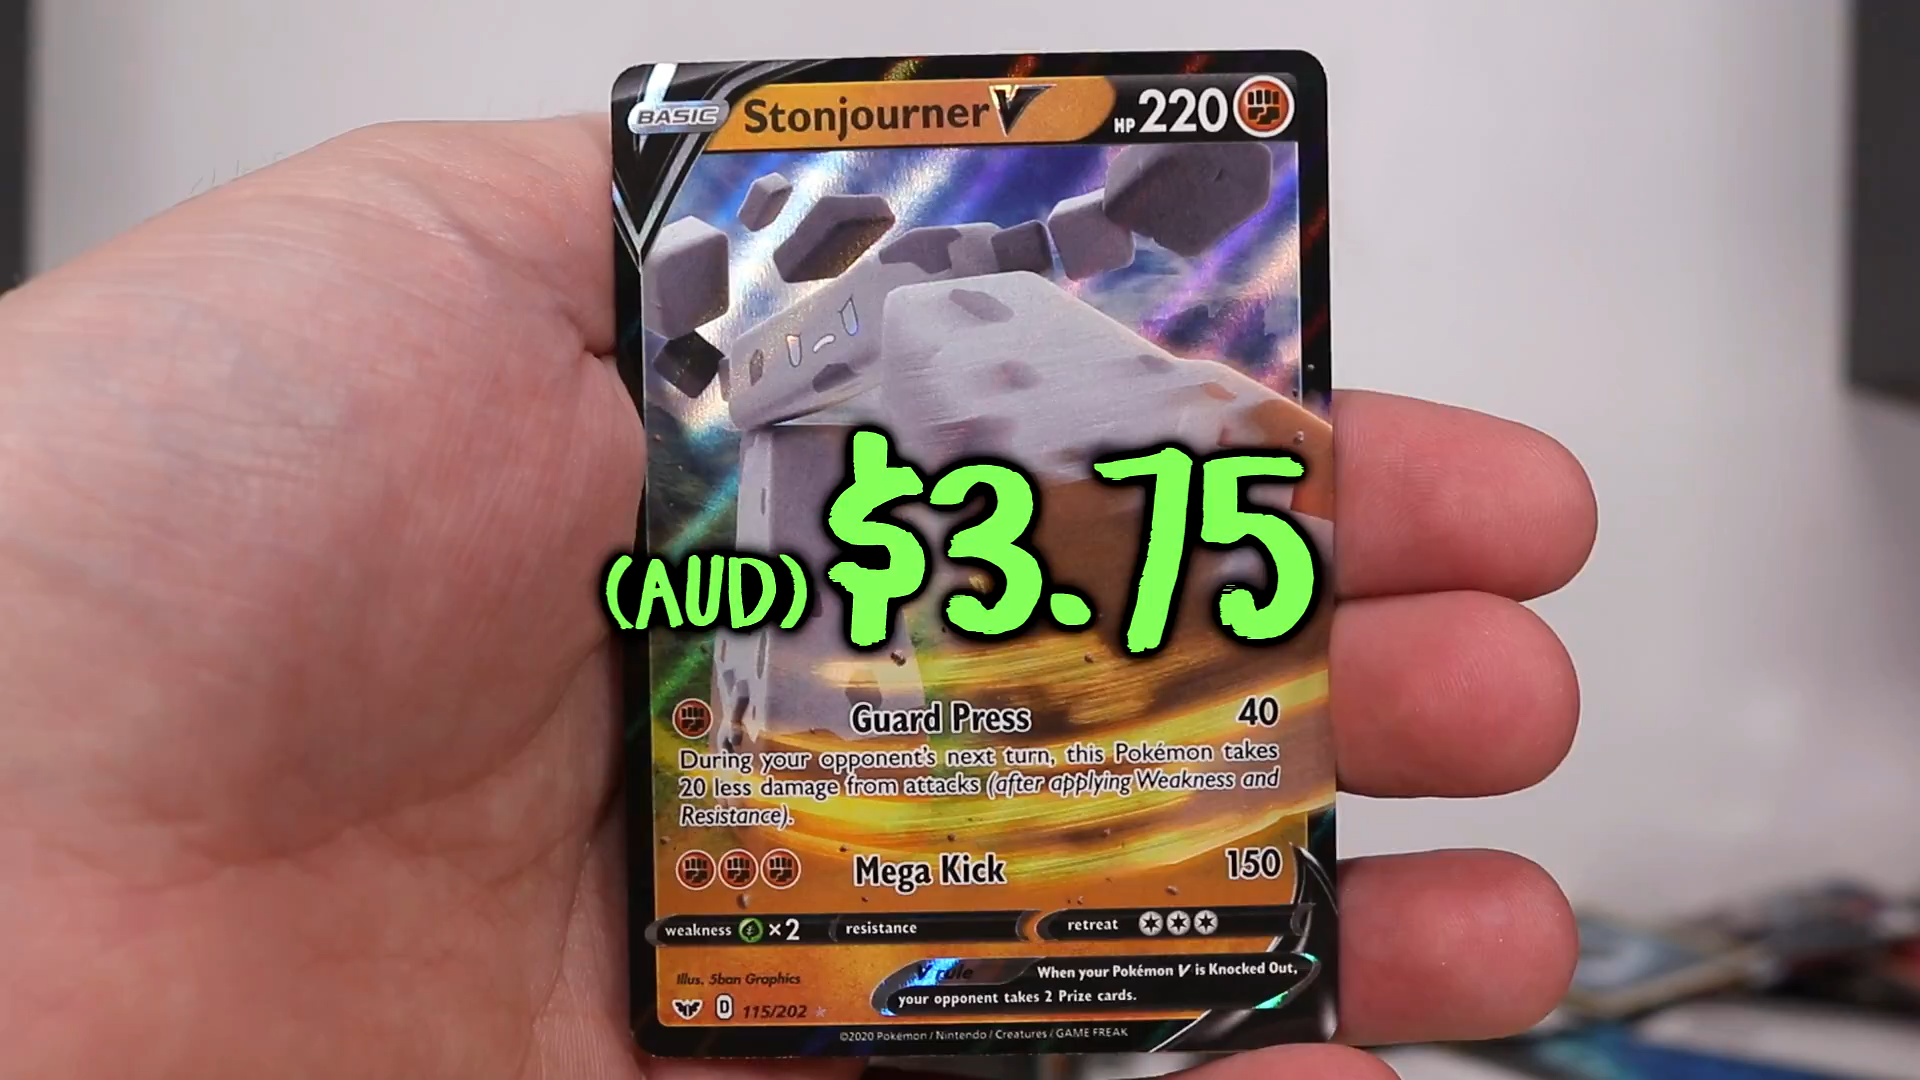 BASIC Stonjourner V HP 220
(AUD) $3.75
Guard Press 40
During your opponent's next turn, this Pokémon takes
20 less damage from attacks (after applying Weakness and
Resistance).
Mega Kick 150
weakness ×2 resistance retreat
Illus. 5ban Graphics
V rule When your Pokémon V is Knocked Out,
your opponent takes 2 Prize cards.
D 115/202
©2020 Pokémon / Nintendo / Creatures / GAME FREAK